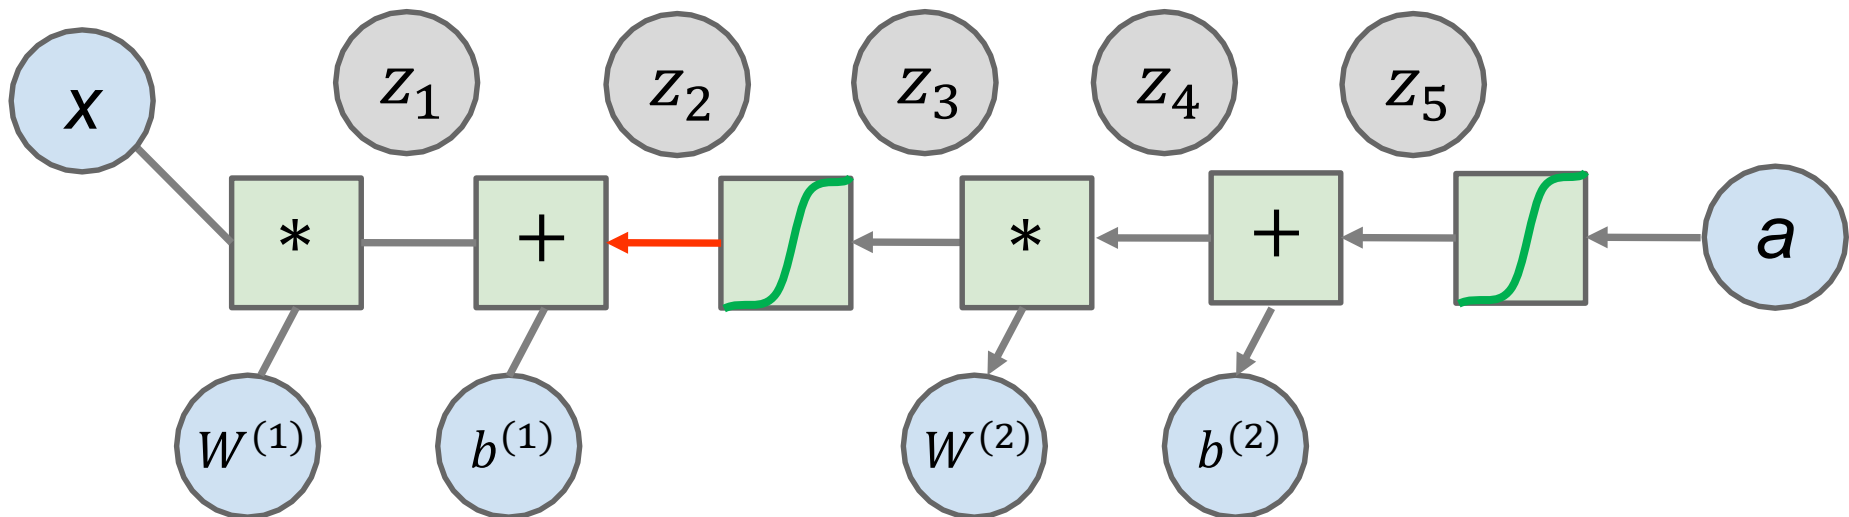 x z₁ z₂ z₃ z₄ z₅
* + * + a
W⁽¹⁾ b⁽¹⁾ W⁽²⁾ b⁽²⁾